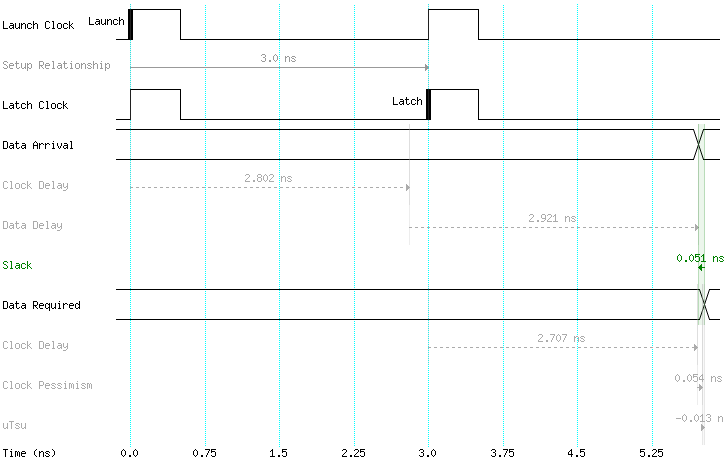 Launch Clock Launch
Setup Relationship 3.0 ns
Latch Clock Latch
Data Arrival
Clock Delay 2.802 ns
Data Delay 2.921 ns
Slack 0.051 ns
Data Required
Clock Delay 2.707 ns
Clock Pessimism 0.054 ns
uTsu -0.013 n
Time (ns) 0.0 0.75 1.5 2.25 3.0 3.75 4.5 5.25